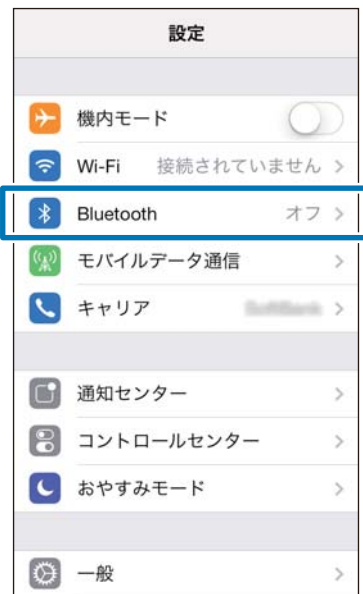 設定
機内モード
Wi-Fi 接続されていません
Bluetooth オフ
モバイルデータ通信
キャリア
通知センター
コントロールセンター
おやすみモード
一般